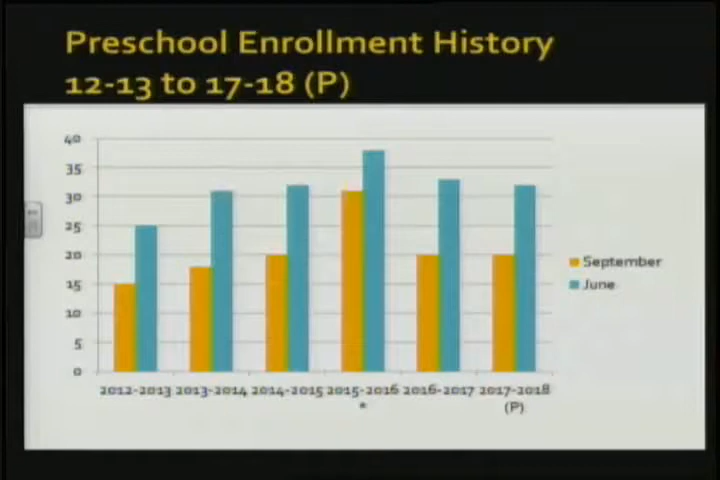 Preschool Enrollment History
12-13 to 17-18 (P)
40
35
30
25
20
15
10
5
0
September
June
2012-2013 2013-2014 2014-2015 2015-2016 2016-2017 2017-2018
* (P)